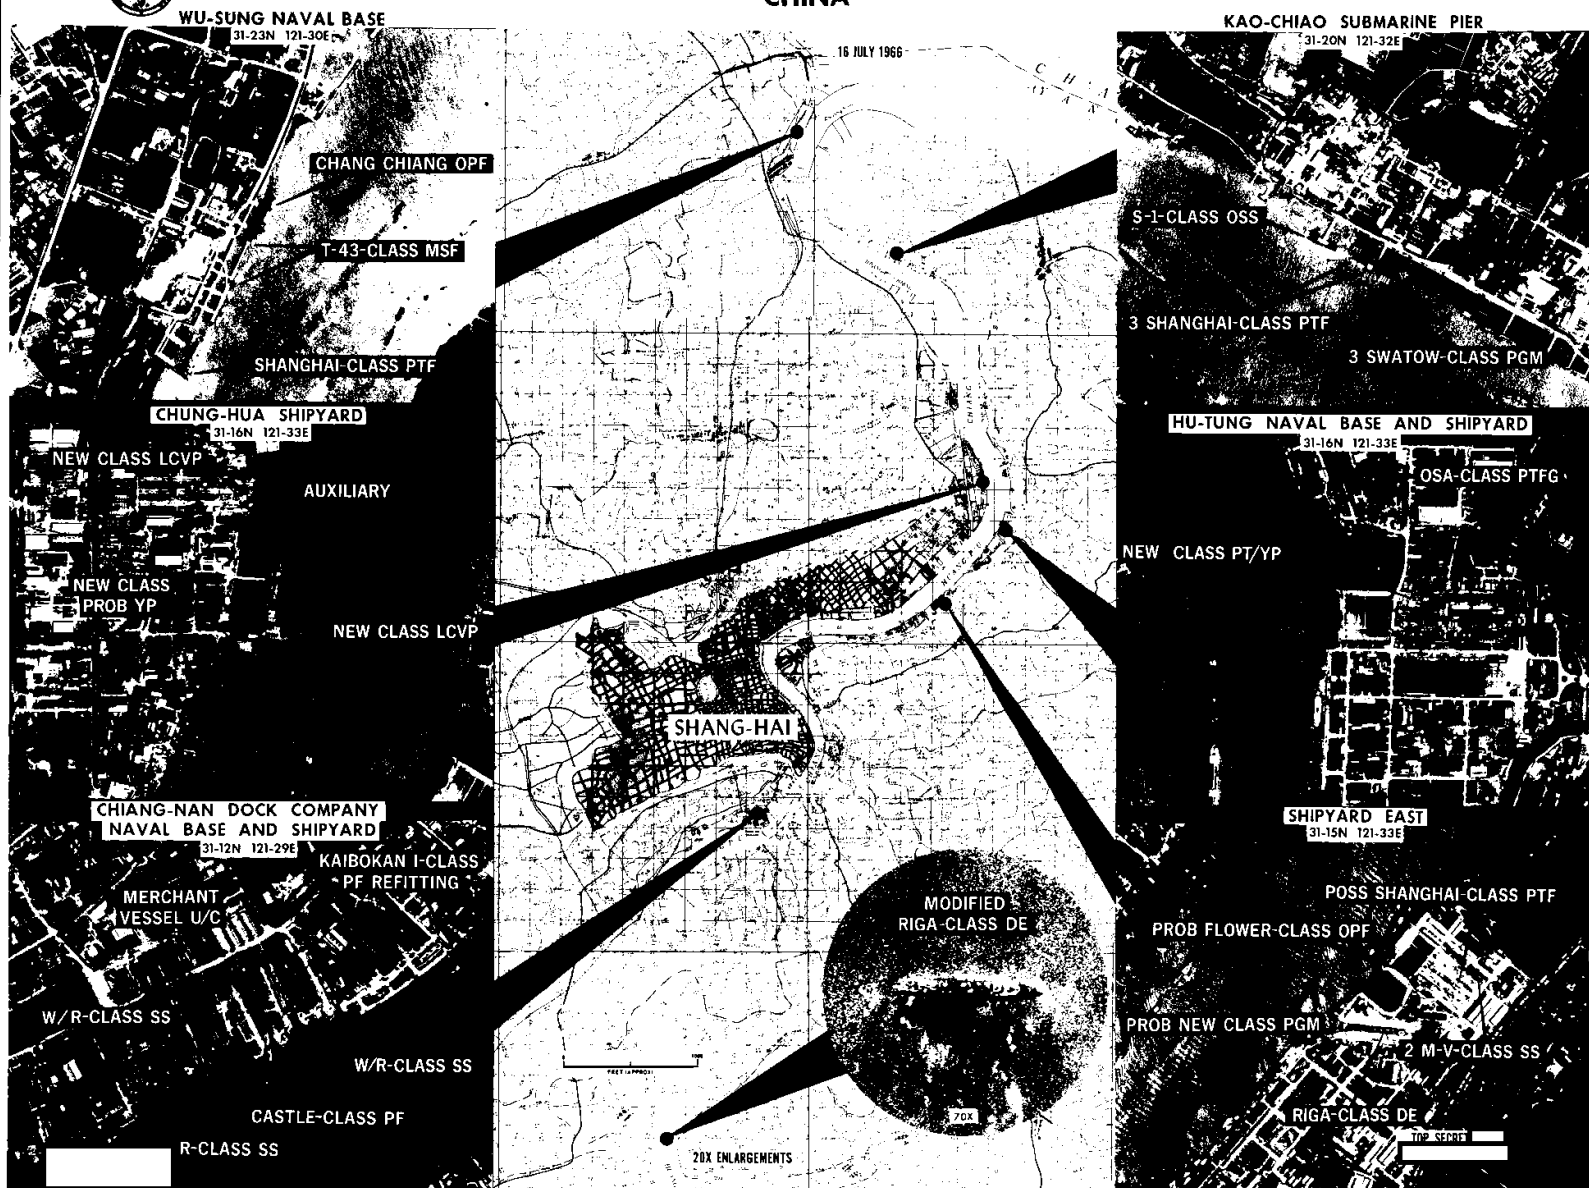 CHINA
WU-SUNG NAVAL BASE
31-23N 121-30E
CHANG CHIANG OPF
T-43-CLASS MSF
SHANGHAI-CLASS PTF
CHUNG-HUA SHIPYARD
31-16N 121-33E
NEW CLASS LCVP
AUXILIARY
NEW CLASS
PROB YP
NEW CLASS LCVP
CHIANG-NAN DOCK COMPANY
NAVAL BASE AND SHIPYARD
31-12N 121-29E
KAIBOKAN I-CLASS
PF REFITTING
MERCHANT
VESSEL U/C
W/R-CLASS SS
W/R-CLASS SS
CASTLE-CLASS PF
R-CLASS SS
16 JULY 1966
CHIANG
SHANG-HAI
MODIFIED
RIGA-CLASS DE
70X
FEET (APPROX)
20X ENLARGEMENTS
KAO-CHIAO SUBMARINE PIER
31-20N 121-32E
S-1-CLASS OSS
3 SHANGHAI-CLASS PTF
3 SWATOW-CLASS PGM
HU-TUNG NAVAL BASE AND SHIPYARD
31-16N 121-33E
OSA-CLASS PTFG
NEW CLASS PT/YP
SHIPYARD EAST
31-15N 121-33E
POSS SHANGHAI-CLASS PTF
PROB FLOWER-CLASS OPF
PROB NEW CLASS PGM
2 M-V-CLASS SS
RIGA-CLASS DE
TOP SECRET